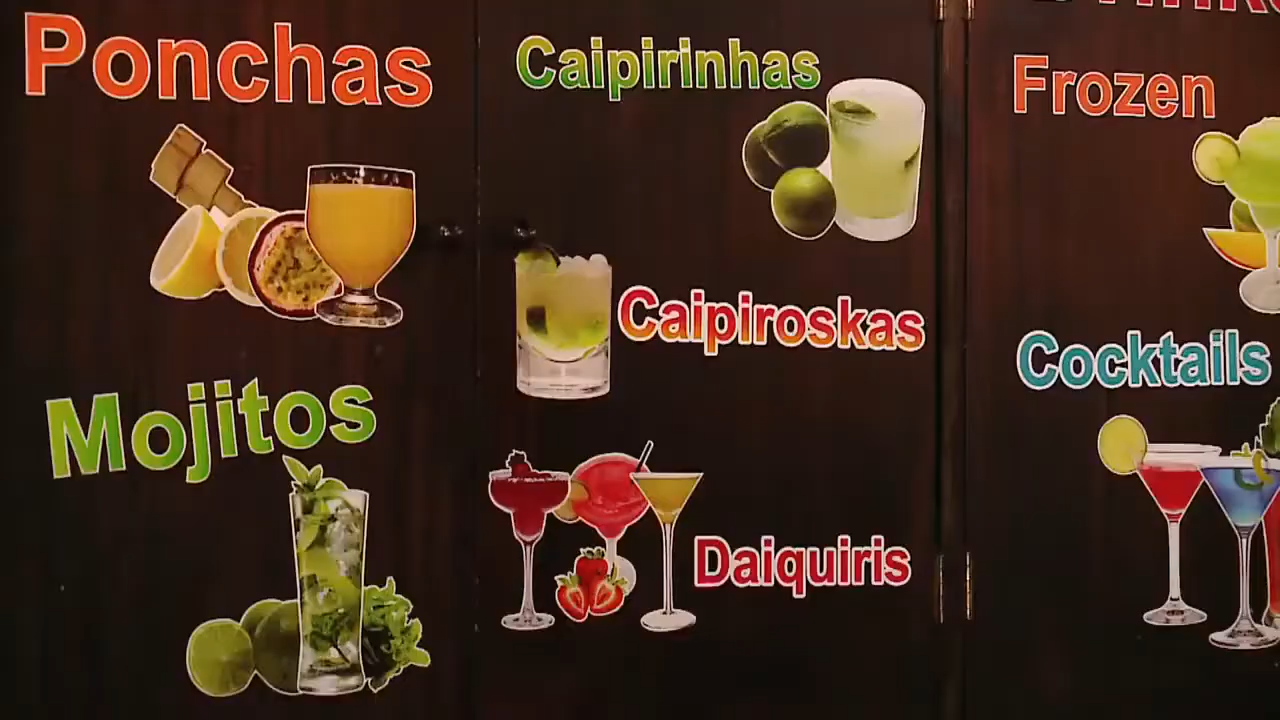 Ponchas
Mojitos
Caipirinhas
Caipiroskas
Daiquiris
Frozen
Cocktails